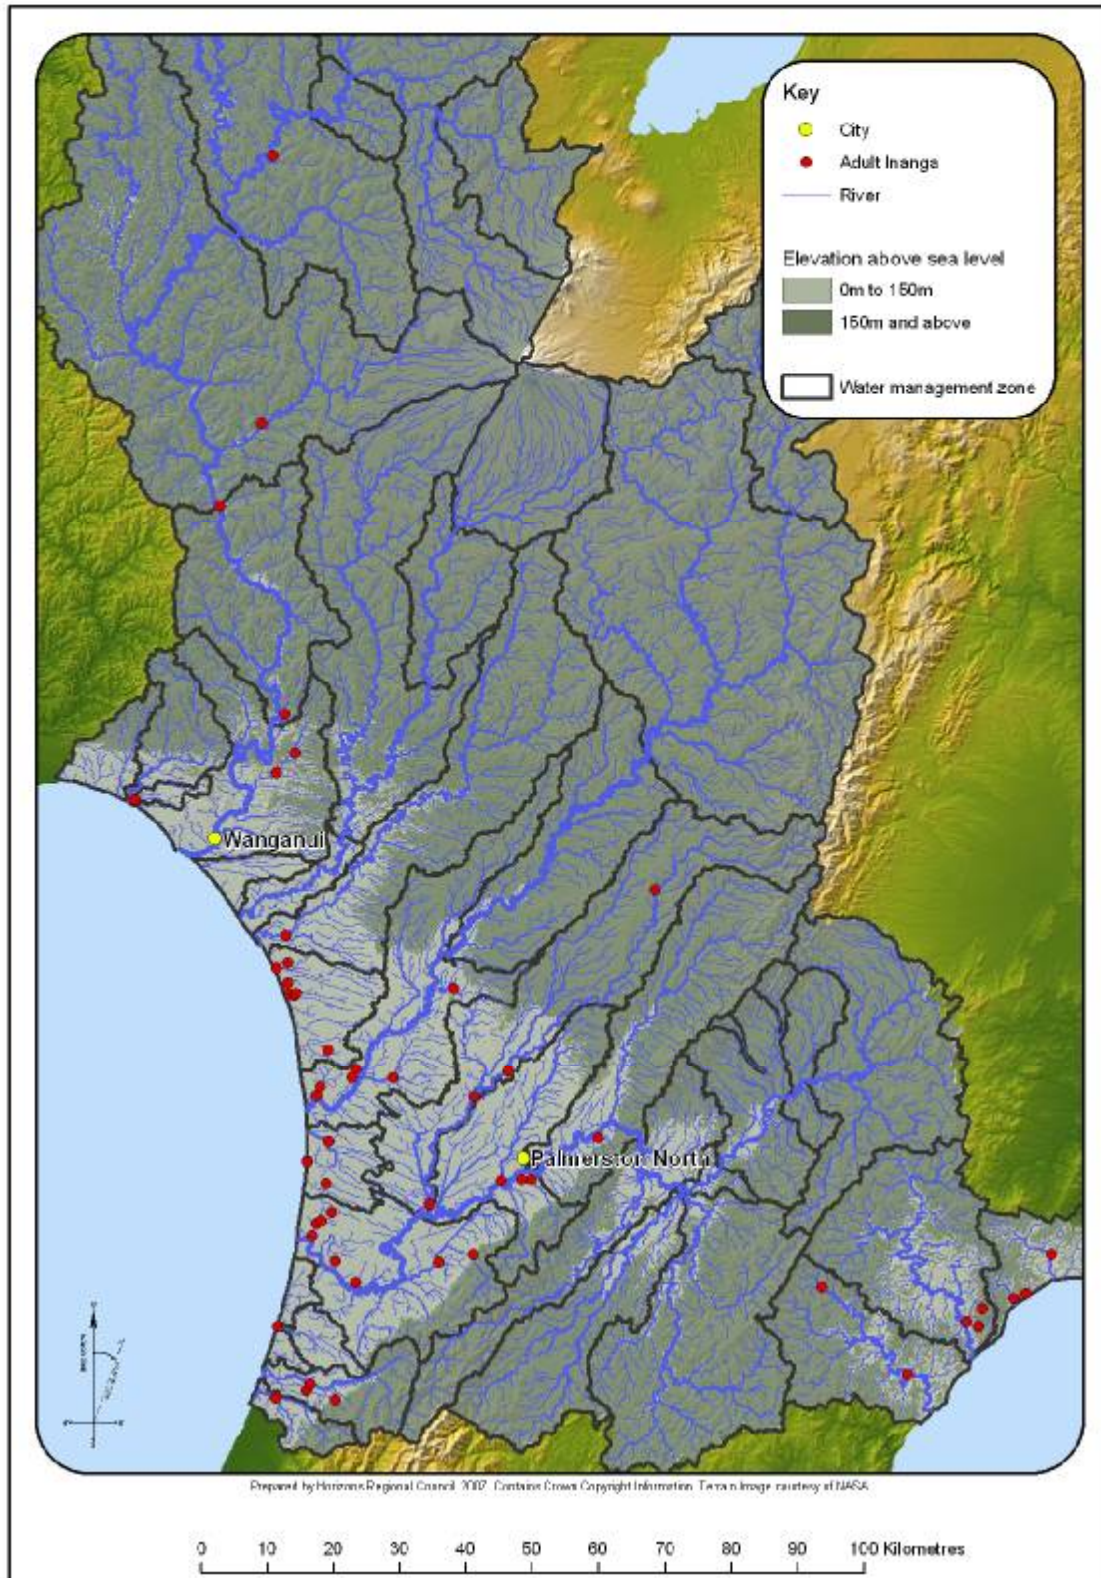 Key
City
Adult Inanga
River
Elevation above sea level
0m to 150m
150m and above
Water management zone
Wanganui
Palmerston North
Prepared by Horizons Regional Council 2007. Contains Crown Copyright Information. Terrain Image courtesy of NASA
0 10 20 30 40 50 60 70 80 90 100 Kilometres